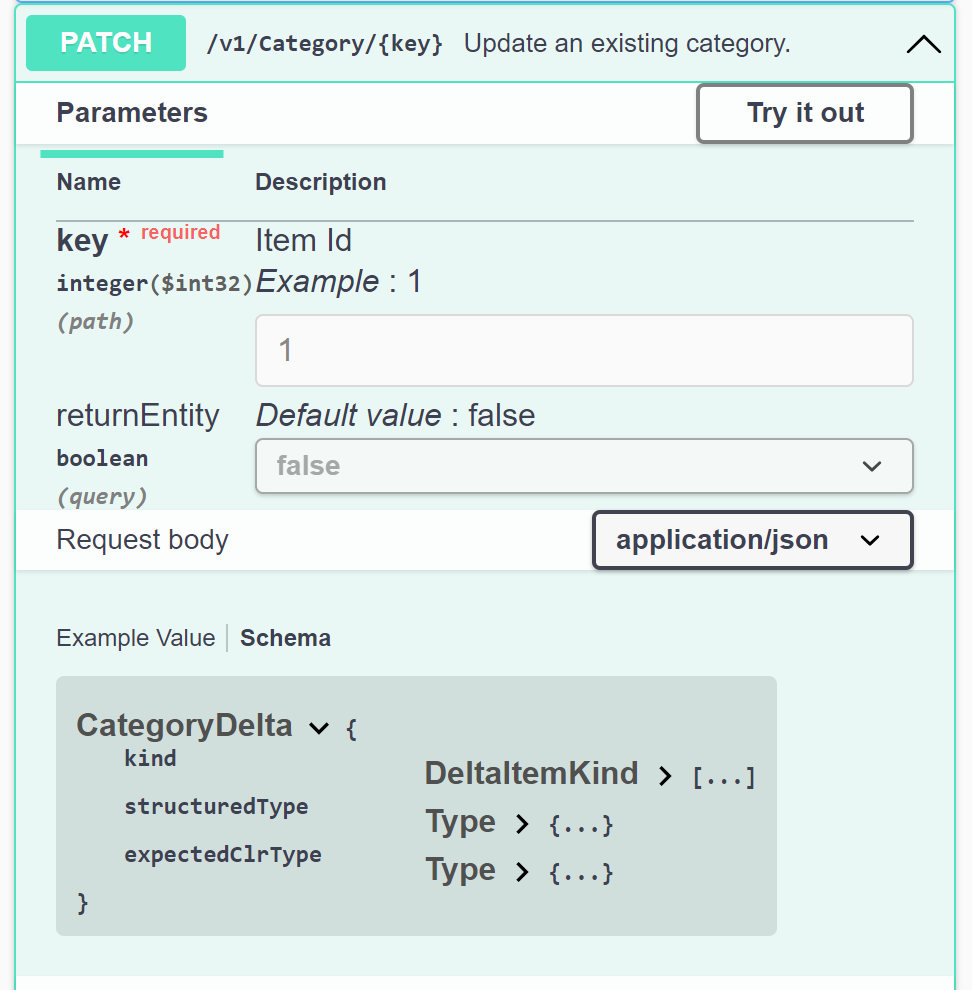 PATCH /v1/Category/{key} Update an existing category.
Parameters Try it out
Name Description
key * required Item Id
integer($int32) Example : 1
(path)
1
returnEntity Default value : false
boolean false
(query)
Request body application/json
Example Value Schema
CategoryDelta {
kind DeltaItemKind [...]
structuredType Type {...}
expectedClrType Type {...}
}